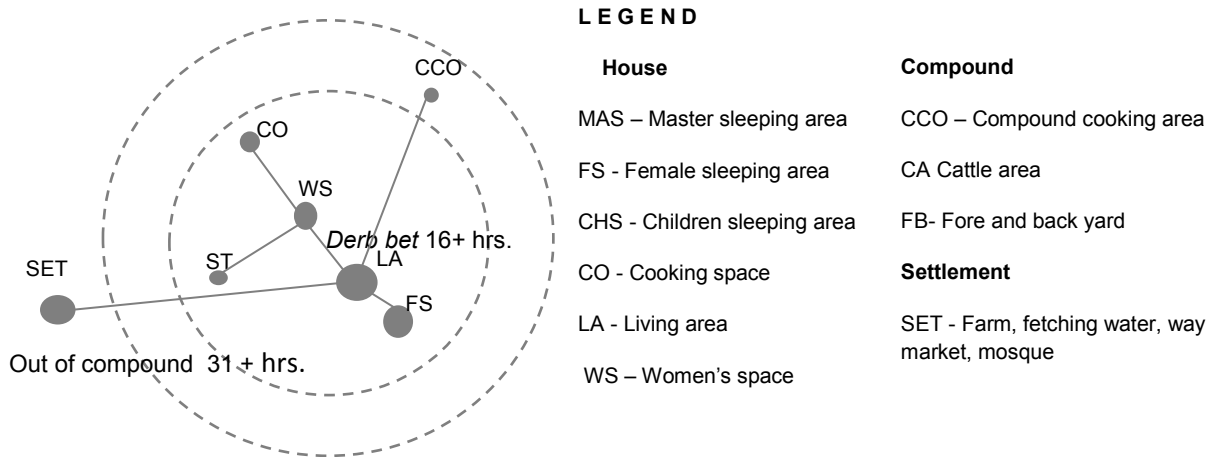 CCO
CO
WS
Derb bet 16+ hrs.
LA
ST
SET
FS
Out of compound 31 + hrs.
L E G E N D
House
MAS – Master sleeping area
FS - Female sleeping area
CHS - Children sleeping area
CO - Cooking space
LA - Living area
WS – Women's space
Compound
CCO – Compound cooking area
CA Cattle area
FB- Fore and back yard
Settlement
SET - Farm, fetching water, way
market, mosque